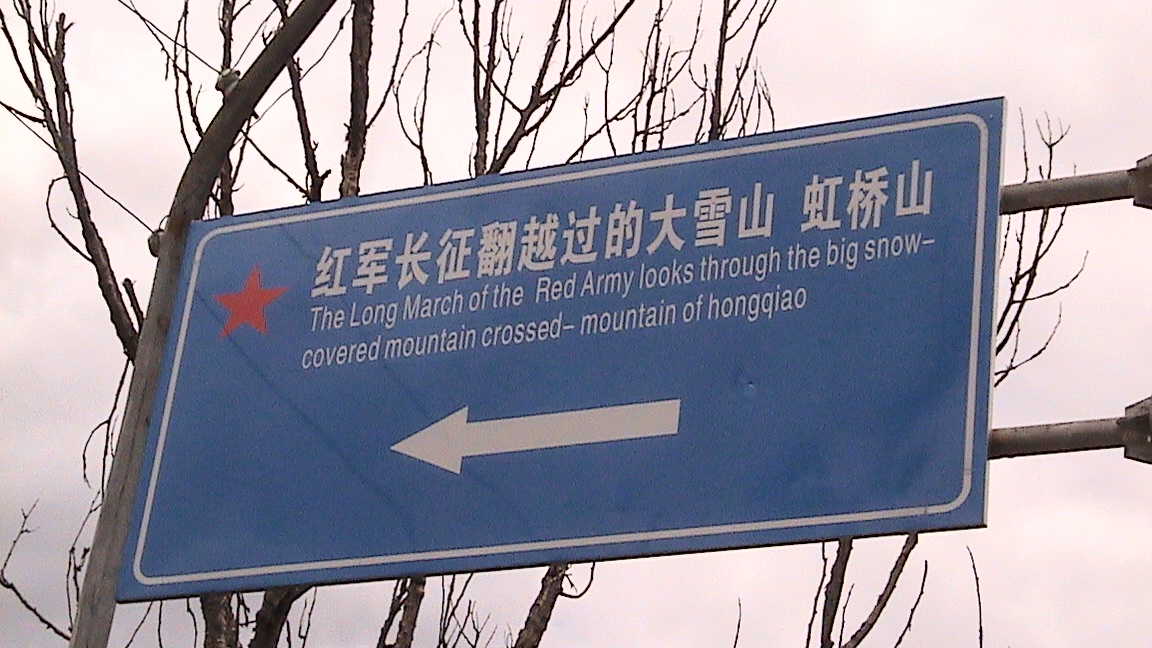 红军长征翻越过的大雪山 虹桥山
The Long March of the Red Army looks through the big snow-
covered mountain crossed- mountain of hongqiao